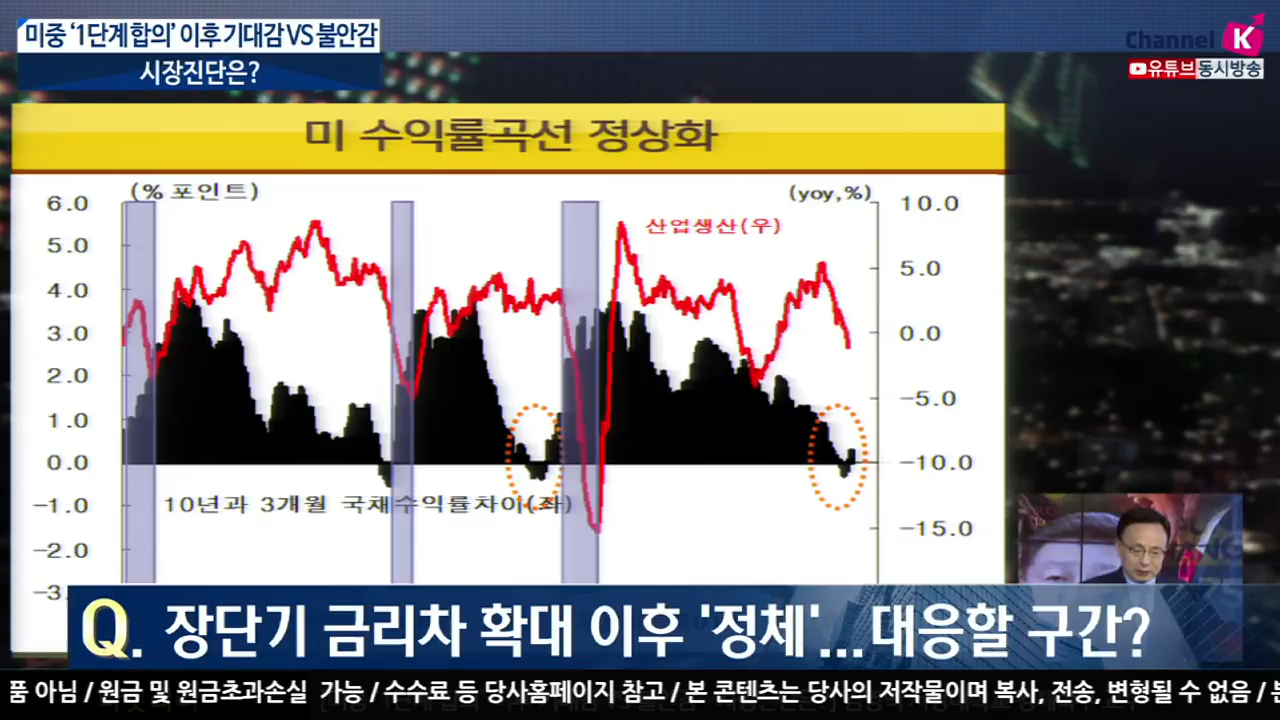 미중 '1단계합의' 이후 기대감 VS 불안감
시장진단은?
Channel K
유튜브 동시방송
미 수익률곡선 정상화
(% 포인트)
(yoy,%)
6.0
5.0
4.0
3.0
2.0
1.0
0.0
-1.0
-2.0
10.0
5.0
0.0
-5.0
-10.0
-15.0
산업생산(우)
10년과 3개월 국채수익률차이(좌)
Q. 장단기 금리차 확대 이후 '정체'... 대응할 구간?
품 아님 / 원금 및 원금초과손실 가능 / 수수료 등 당사홈페이지 참고 / 본 콘텐츠는 당사의 저작물이며 복사, 전송, 변형될 수 없음 /